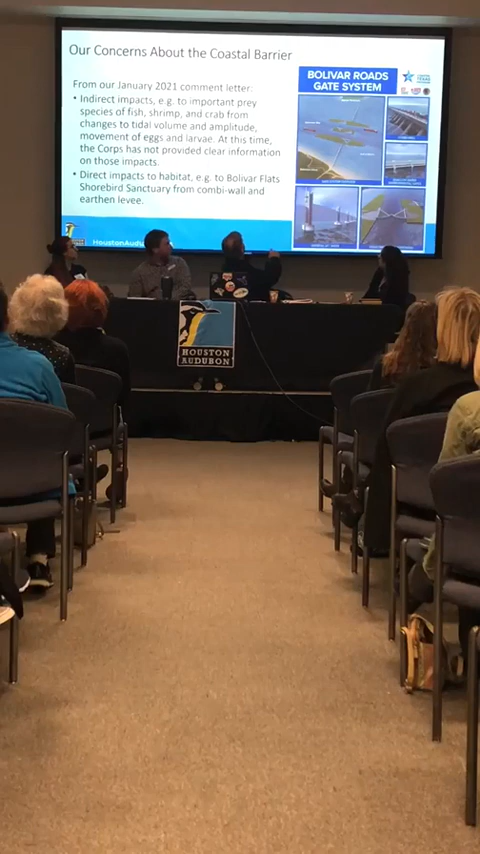 Our Concerns About the Coastal Barrier
From our January 2021 comment letter:
• Indirect impacts, e.g. to important prey
species of fish, shrimp, and crab from
changes to tidal volume and amplitude,
movement of eggs and larvae. At this time,
the Corps has not provided clear information
on those impacts.
• Direct impacts to habitat, e.g. to Bolivar Flats
Shorebird Sanctuary from combi-wall and
earthen levee.
BOLIVAR ROADS
GATE SYSTEM
HoustonAudu
HOUSTON
AUDUBON